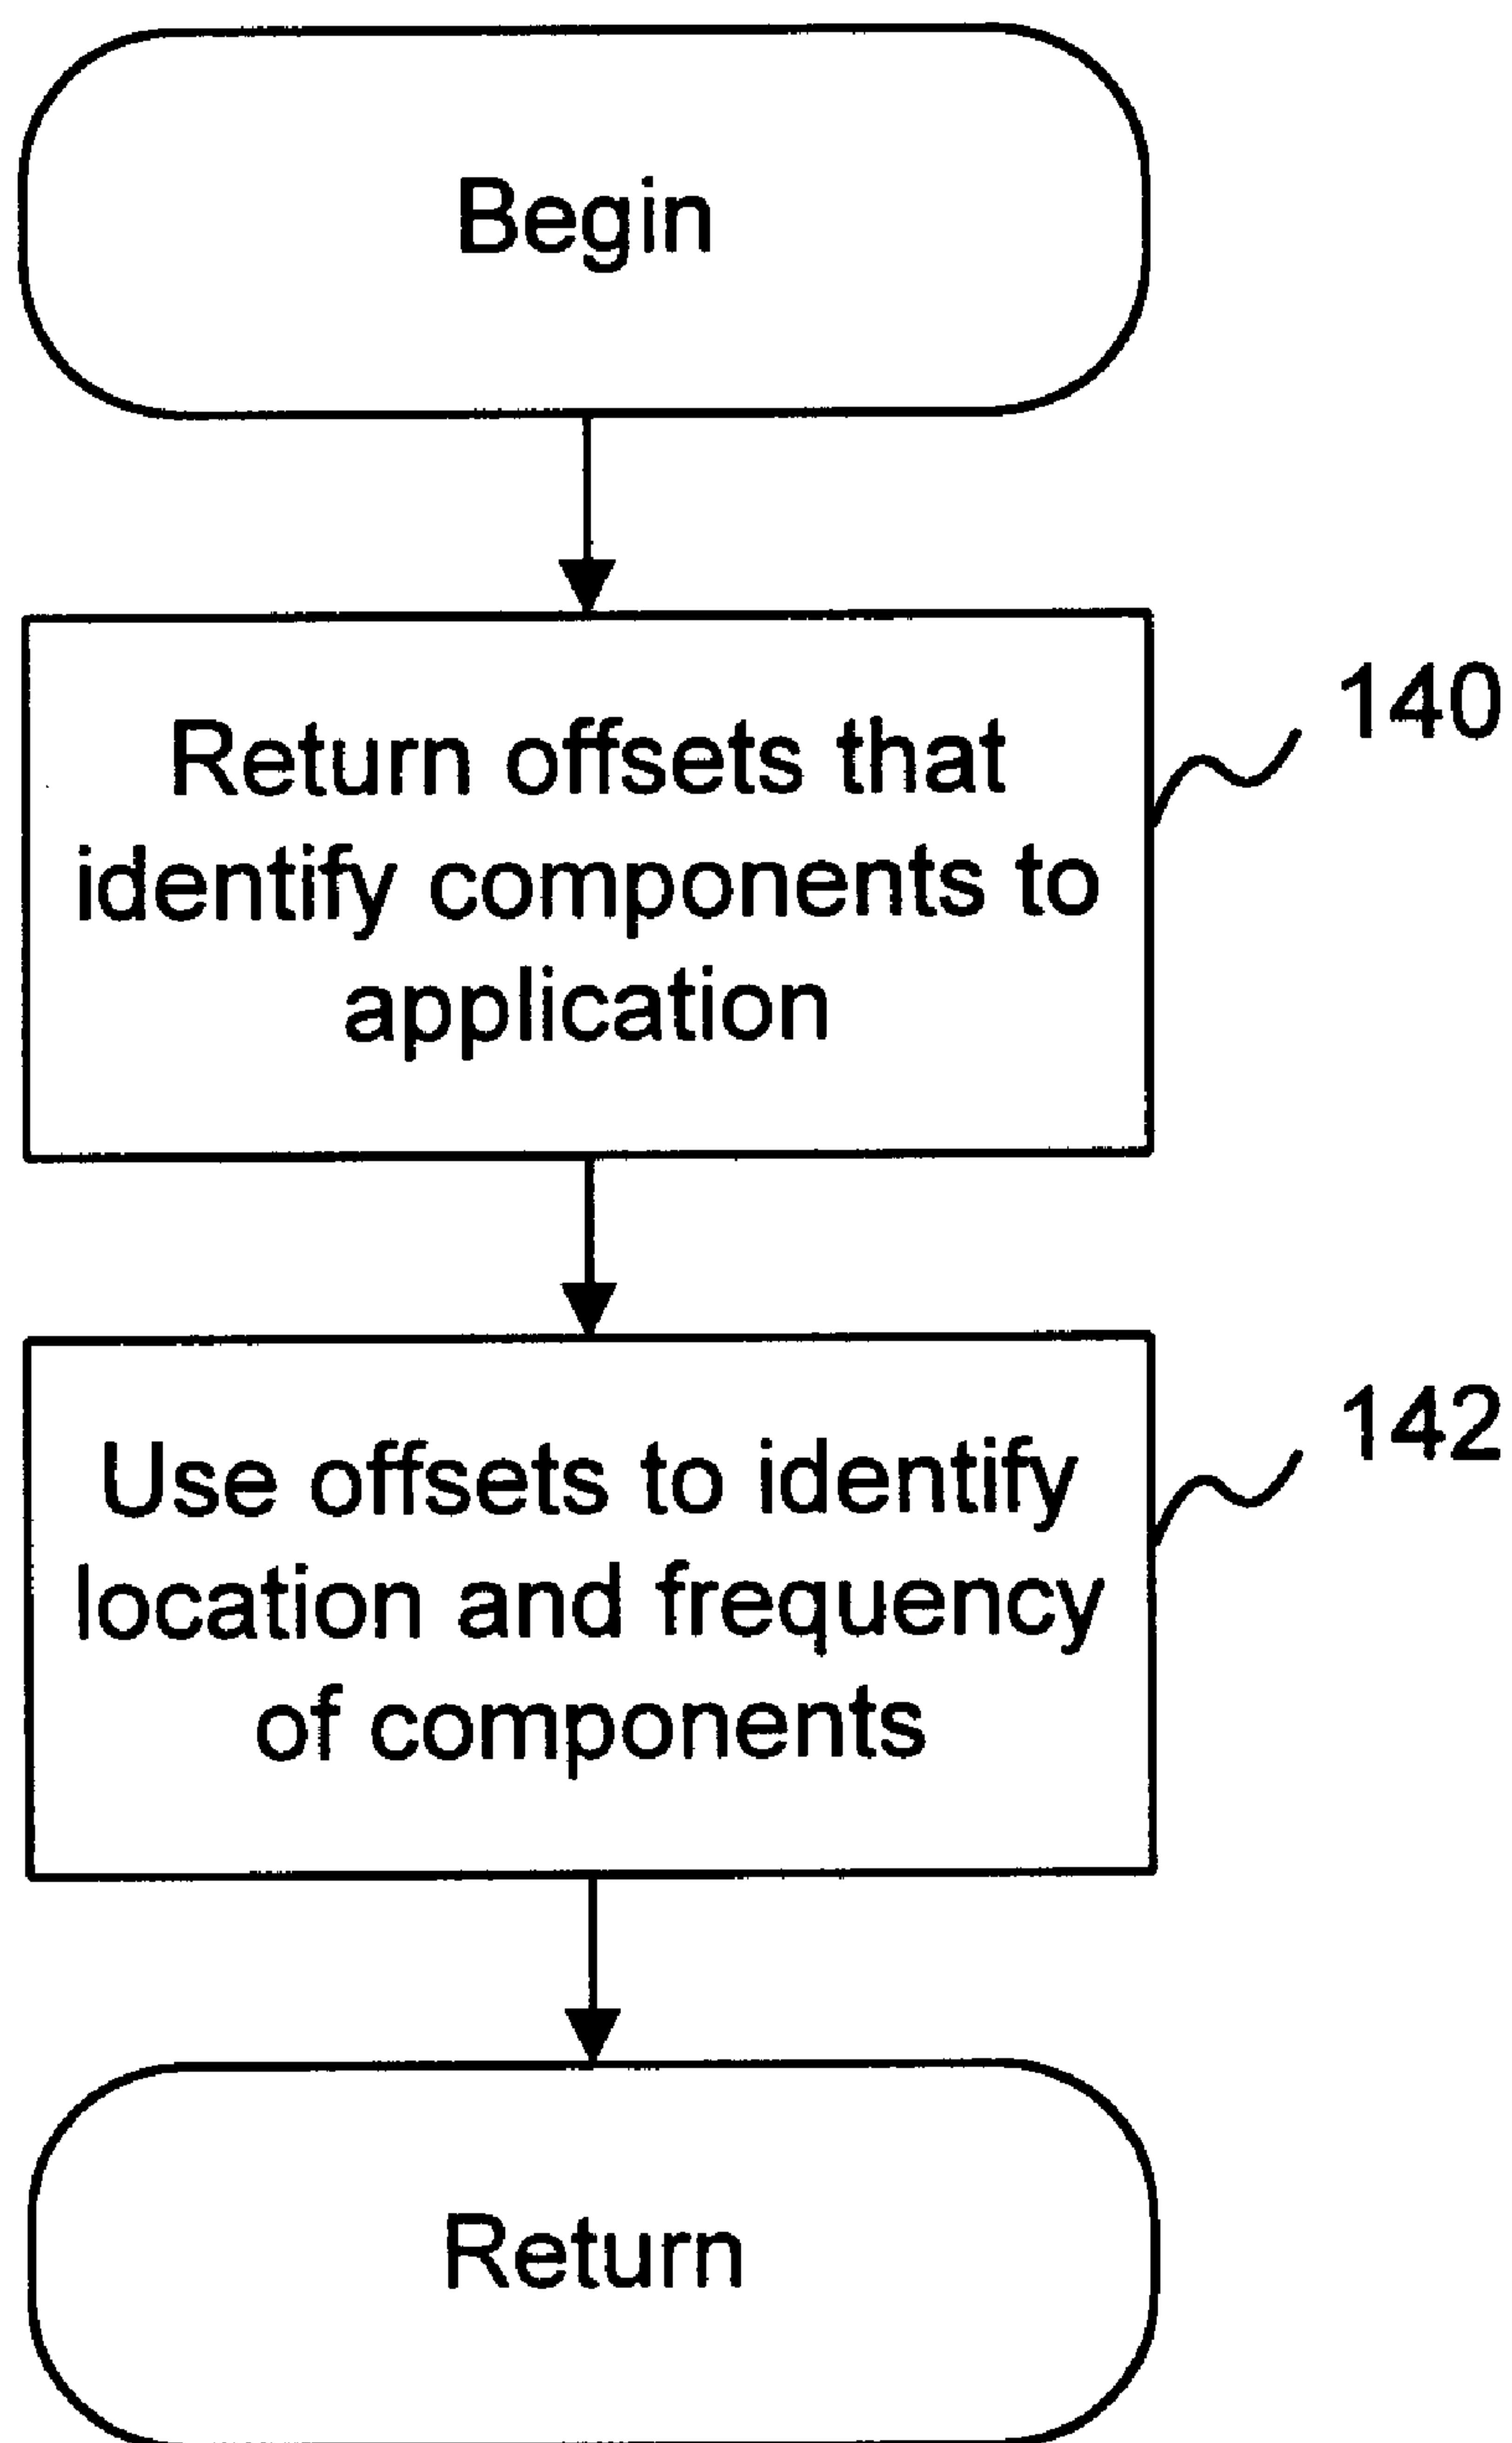 Begin
Return offsets that
identify components to
application
140
Use offsets to identify
location and frequency
of components
142
Return